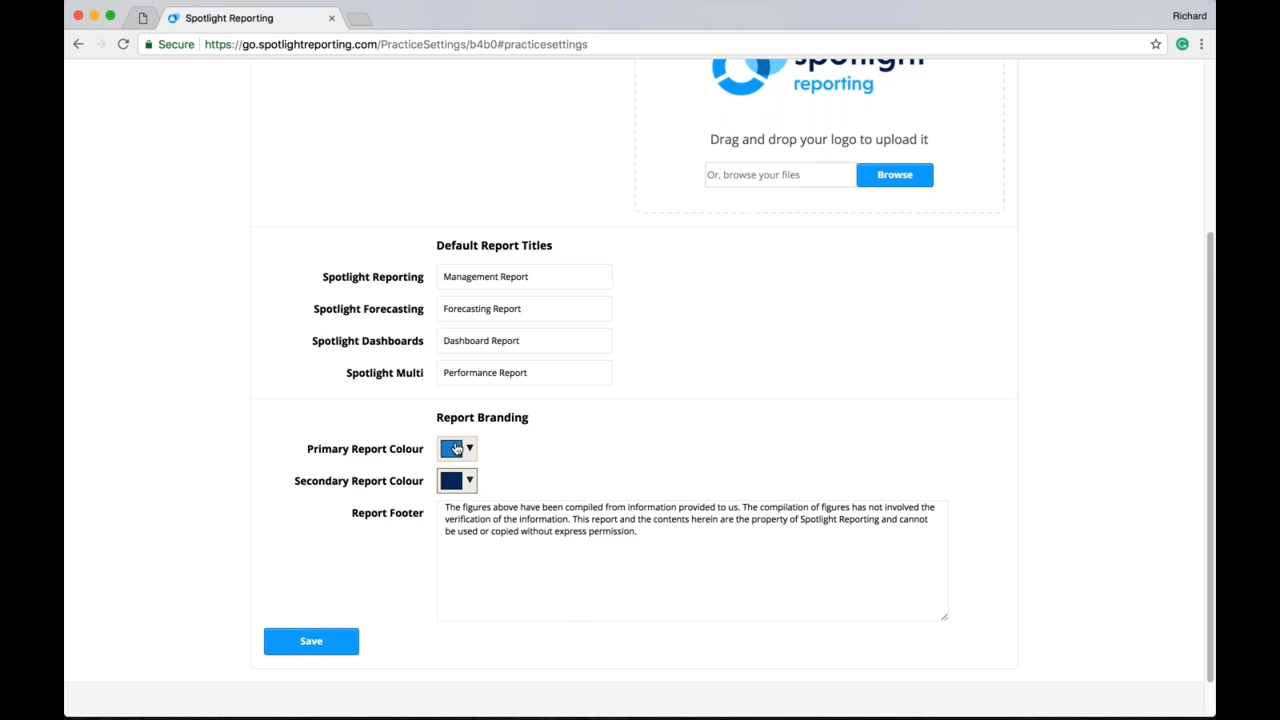 Spotlight Reporting
Richard
Secure https://go.spotlightreporting.com/PracticeSettings/b4b0#practicesettings
spotlight
reporting
Drag and drop your logo to upload it
Or, browse your files Browse
Default Report Titles
Spotlight Reporting Management Report
Spotlight Forecasting Forecasting Report
Spotlight Dashboards Dashboard Report
Spotlight Multi Performance Report
Report Branding
Primary Report Colour
Secondary Report Colour
Report Footer The figures above have been compiled from information provided to us. The compilation of figures has not involved the
verification of the information. This report and the contents herein are the property of Spotlight Reporting and cannot
be used or copied without express permission.
Save